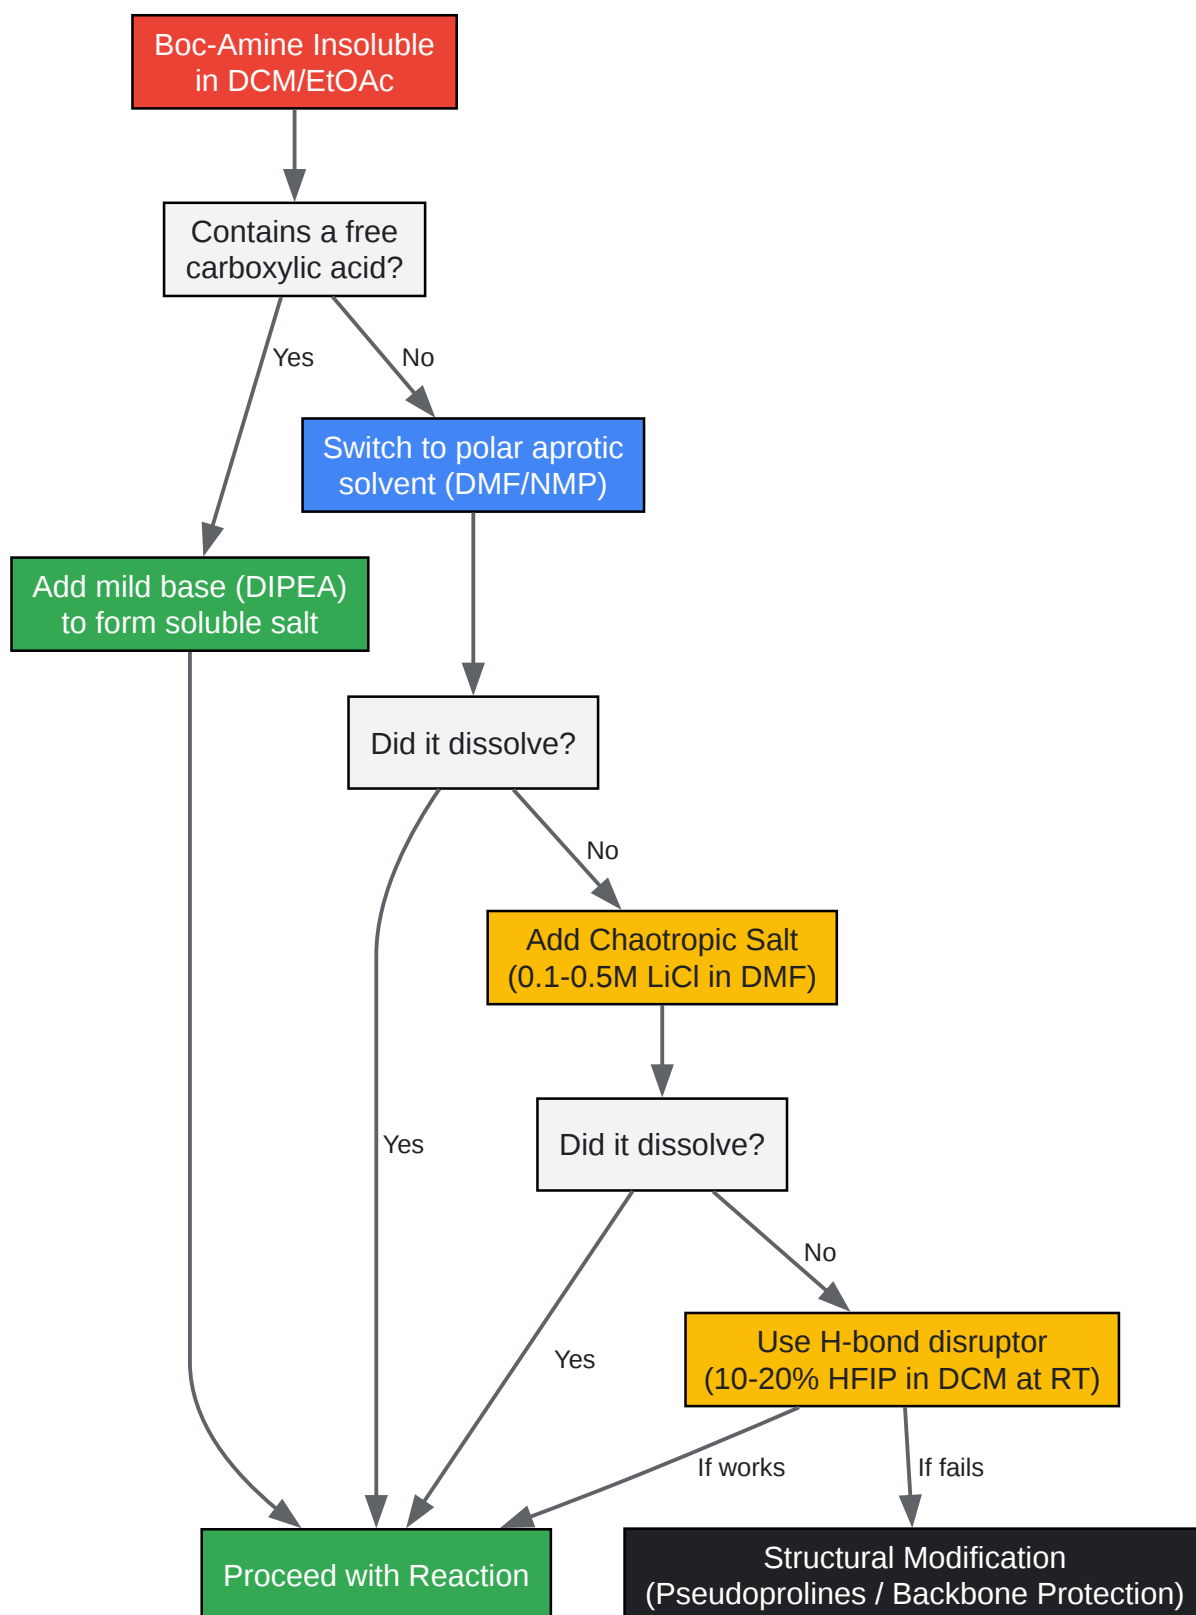 Boc-Amine Insoluble
in DCM/EtOAc
Contains a free
carboxylic acid?
Yes
No
Switch to polar aprotic
solvent (DMF/NMP)
Add mild base (DIPEA)
to form soluble salt
Did it dissolve?
No
Add Chaotropic Salt
(0.1-0.5M LiCl in DMF)
Did it dissolve?
Yes
No
Use H-bond disruptor
(10-20% HFIP in DCM at RT)
Yes
If works
If fails
Proceed with Reaction
Structural Modification
(Pseudoprolines / Backbone Protection)